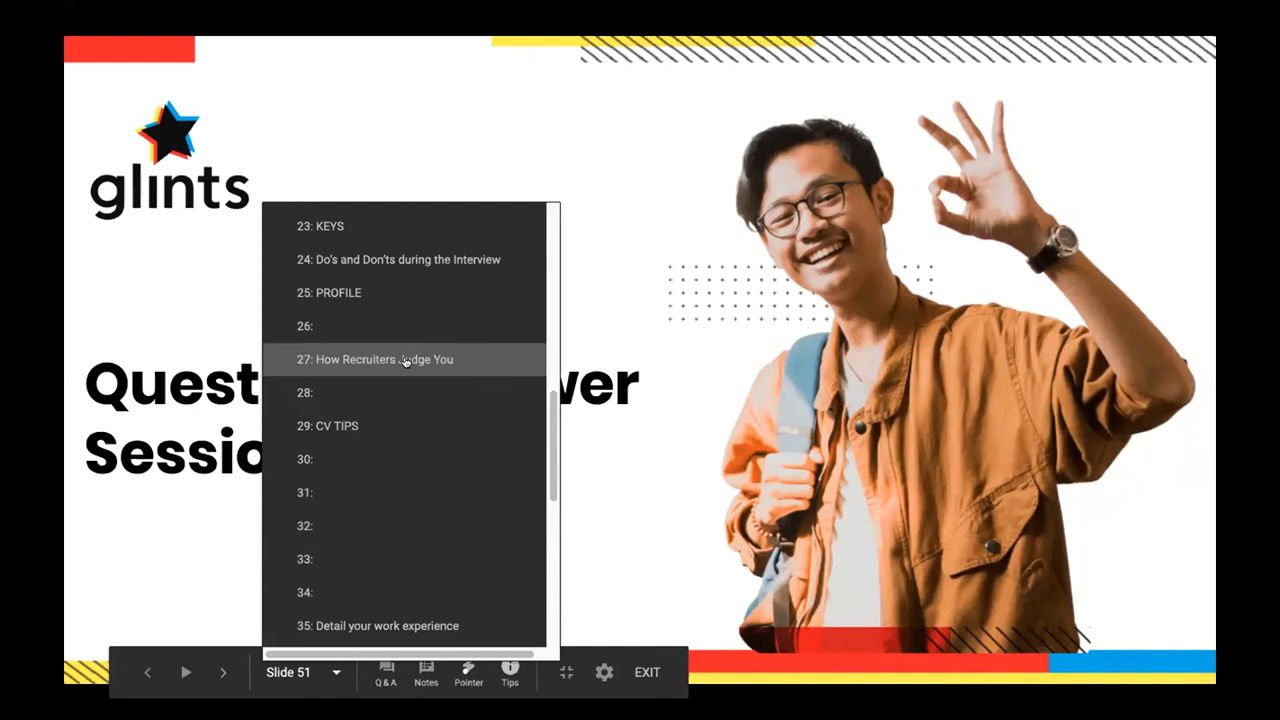 glints
23: KEYS
24: Do's and Don'ts during the Interview
25: PROFILE
26:
27: How Recruiters Judge You
28:
29: CV TIPS
30:
31:
32:
33:
34:
35: Detail your work experience
Quest wer
Sessio
Slide 51
Q & A
Notes
Pointer
Tips
EXIT